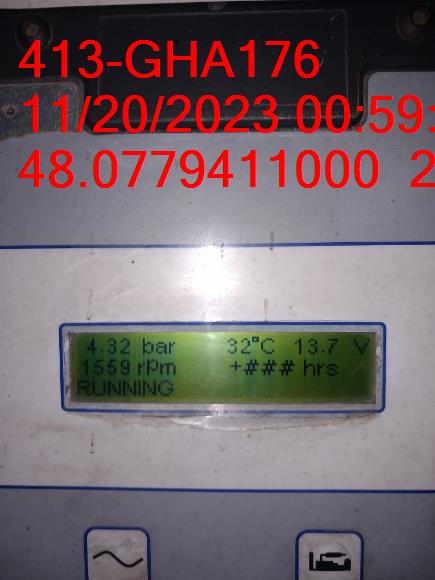 413-GHA176
11/20/2023 00:59:
48.0779411000 2
4.32 bar 32°C 13.7 V
1559 rpm +### hrs
RUNNING